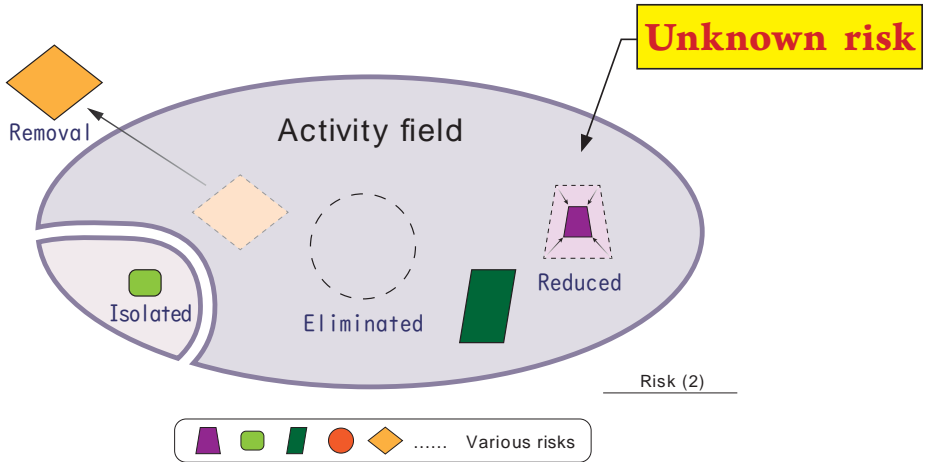 Unknown risk
Removal
Activity field
Reduced
Isolated
Eliminated
Risk (2)
...... Various risks